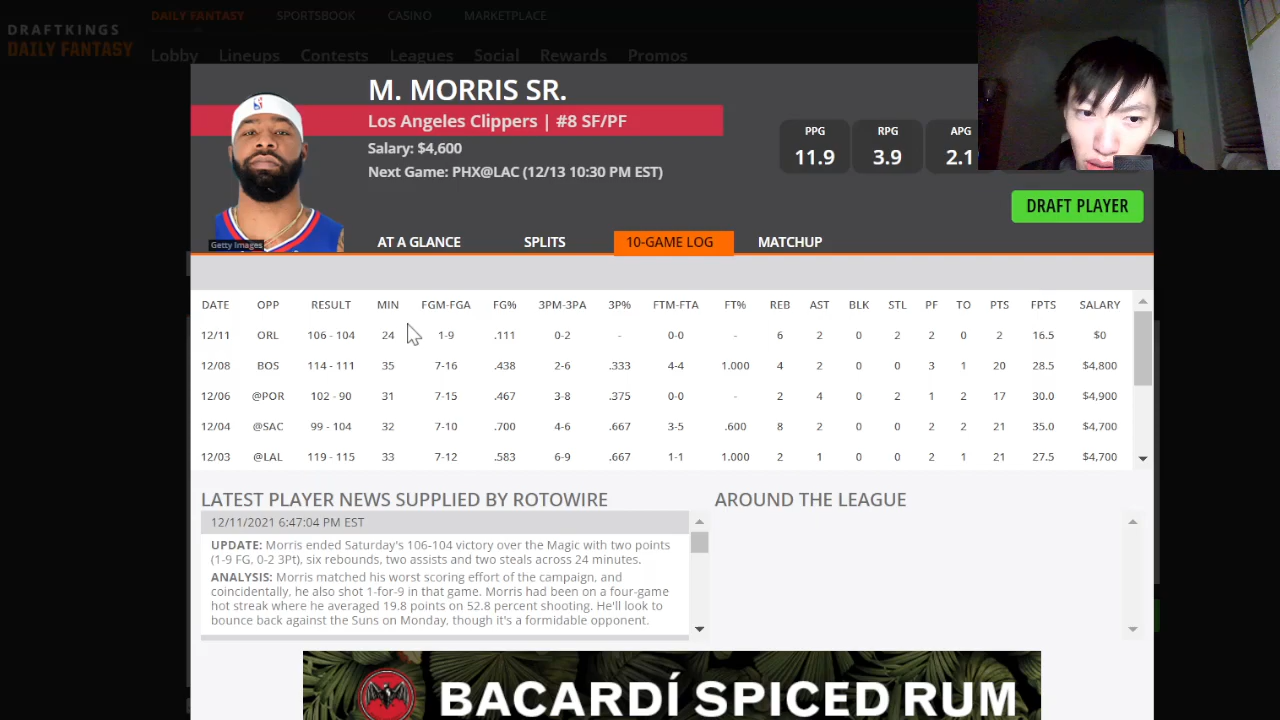 DRAFTKINGS
DAILY FANTASY
DAILY FANTASY SPORTSBOOK CASINO MARKETPLACE
Lobby Lineups Contests Leagues Social Rewards Promos
M. MORRIS SR.
Los Angeles Clippers | #8 SF/PF
Salary: $4,600
Next Game: PHX@LAC (12/13 10:30 PM EST)
PPG RPG APG
11.9 3.9 2.1
DRAFT PLAYER
Getty Images
AT A GLANCE SPLITS 10-GAME LOG MATCHUP
DATE OPP RESULT MIN FGM-FGA FG% 3PM-3PA 3P% FTM-FTA FT% REB AST BLK STL PF TO PTS FPTS SALARY
12/11 ORL 106 - 104 24 1-9 .111 0-2 - 0-0 - 6 2 0 2 2 0 2 16.5 $0
12/08 BOS 114 - 111 35 7-16 .438 2-6 .333 4-4 1.000 4 2 0 0 3 1 20 28.5 $4,800
12/06 @POR 102 - 90 31 7-15 .467 3-8 .375 0-0 - 2 4 0 2 1 2 17 30.0 $4,900
12/04 @SAC 99 - 104 32 7-10 .700 4-6 .667 3-5 .600 8 2 0 0 2 2 21 35.0 $4,700
12/03 @LAL 119 - 115 33 7-12 .583 6-9 .667 1-1 1.000 2 1 0 0 2 1 21 27.5 $4,700
LATEST PLAYER NEWS SUPPLIED BY ROTOWIRE
12/11/2021 6:47:04 PM EST
UPDATE: Morris ended Saturday's 106-104 victory over the Magic with two points
(1-9 FG, 0-2 3Pt), six rebounds, two assists and two steals across 24 minutes.
ANALYSIS: Morris matched his worst scoring effort of the campaign, and
coincidentally, he also shot 1-for-9 in that game. Morris had been on a four-game
hot streak where he averaged 19.8 points on 52.8 percent shooting. He'll look to
bounce back against the Suns on Monday, though it's a formidable opponent.
AROUND THE LEAGUE
BACARDÍ SPICED RUM